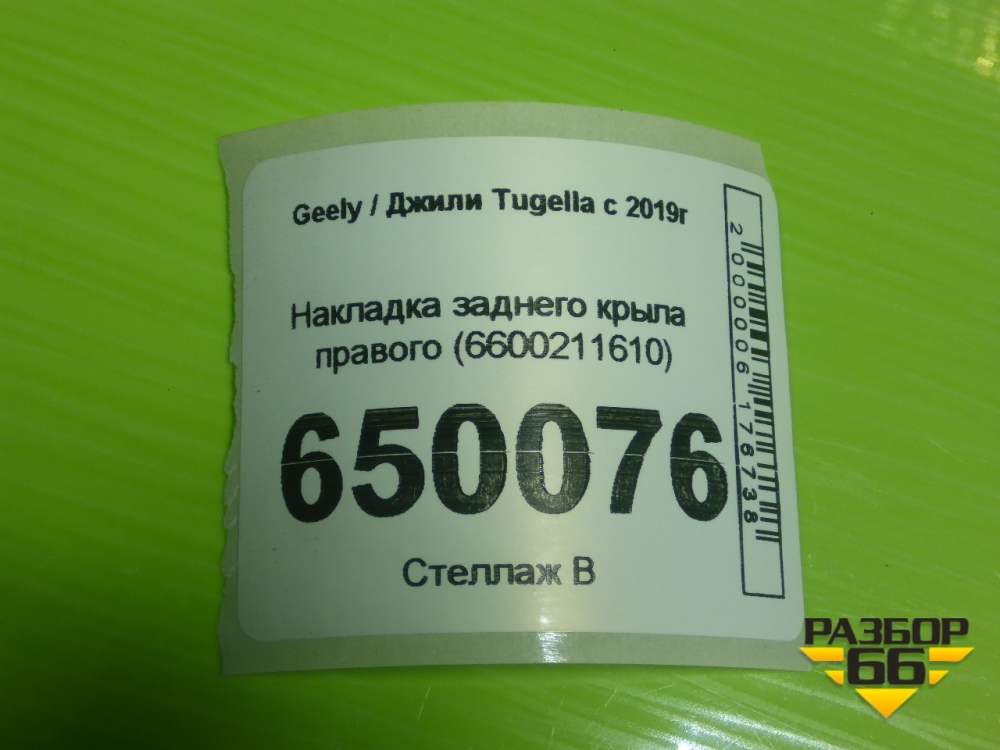 Geely / Джили Tugella с 2019г
Накладка заднего крыла
правого (6600211610)
650076
Стеллаж В
2000006176738
РАЗБОР
66